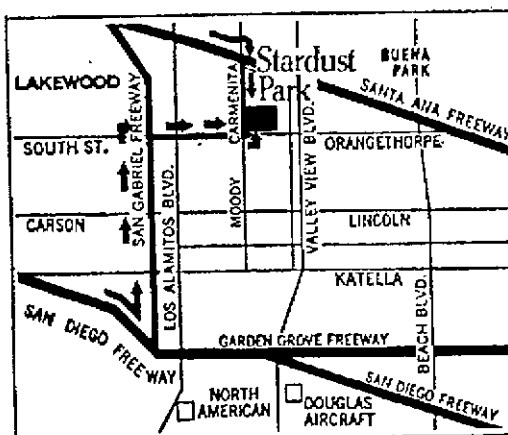 LAKEWOOD
Stardust
Park
BUENA
PARK
SANTA ANA FREEWAY
CARMENITA
SOUTH ST.
SAN GABRIEL FREEWAY
ORANGETHORPE
LOS ALAMITOS BLVD.
MOODY
VALLEY VIEW BLVD.
CARSON
LINCOLN
KATELLA
BEACH BLVD.
SAN DIEGO FREEWAY
GARDEN GROVE FREEWAY
SAN DIEGO FREEWAY
NORTH
AMERICAN
DOUGLAS
AIRCRAFT